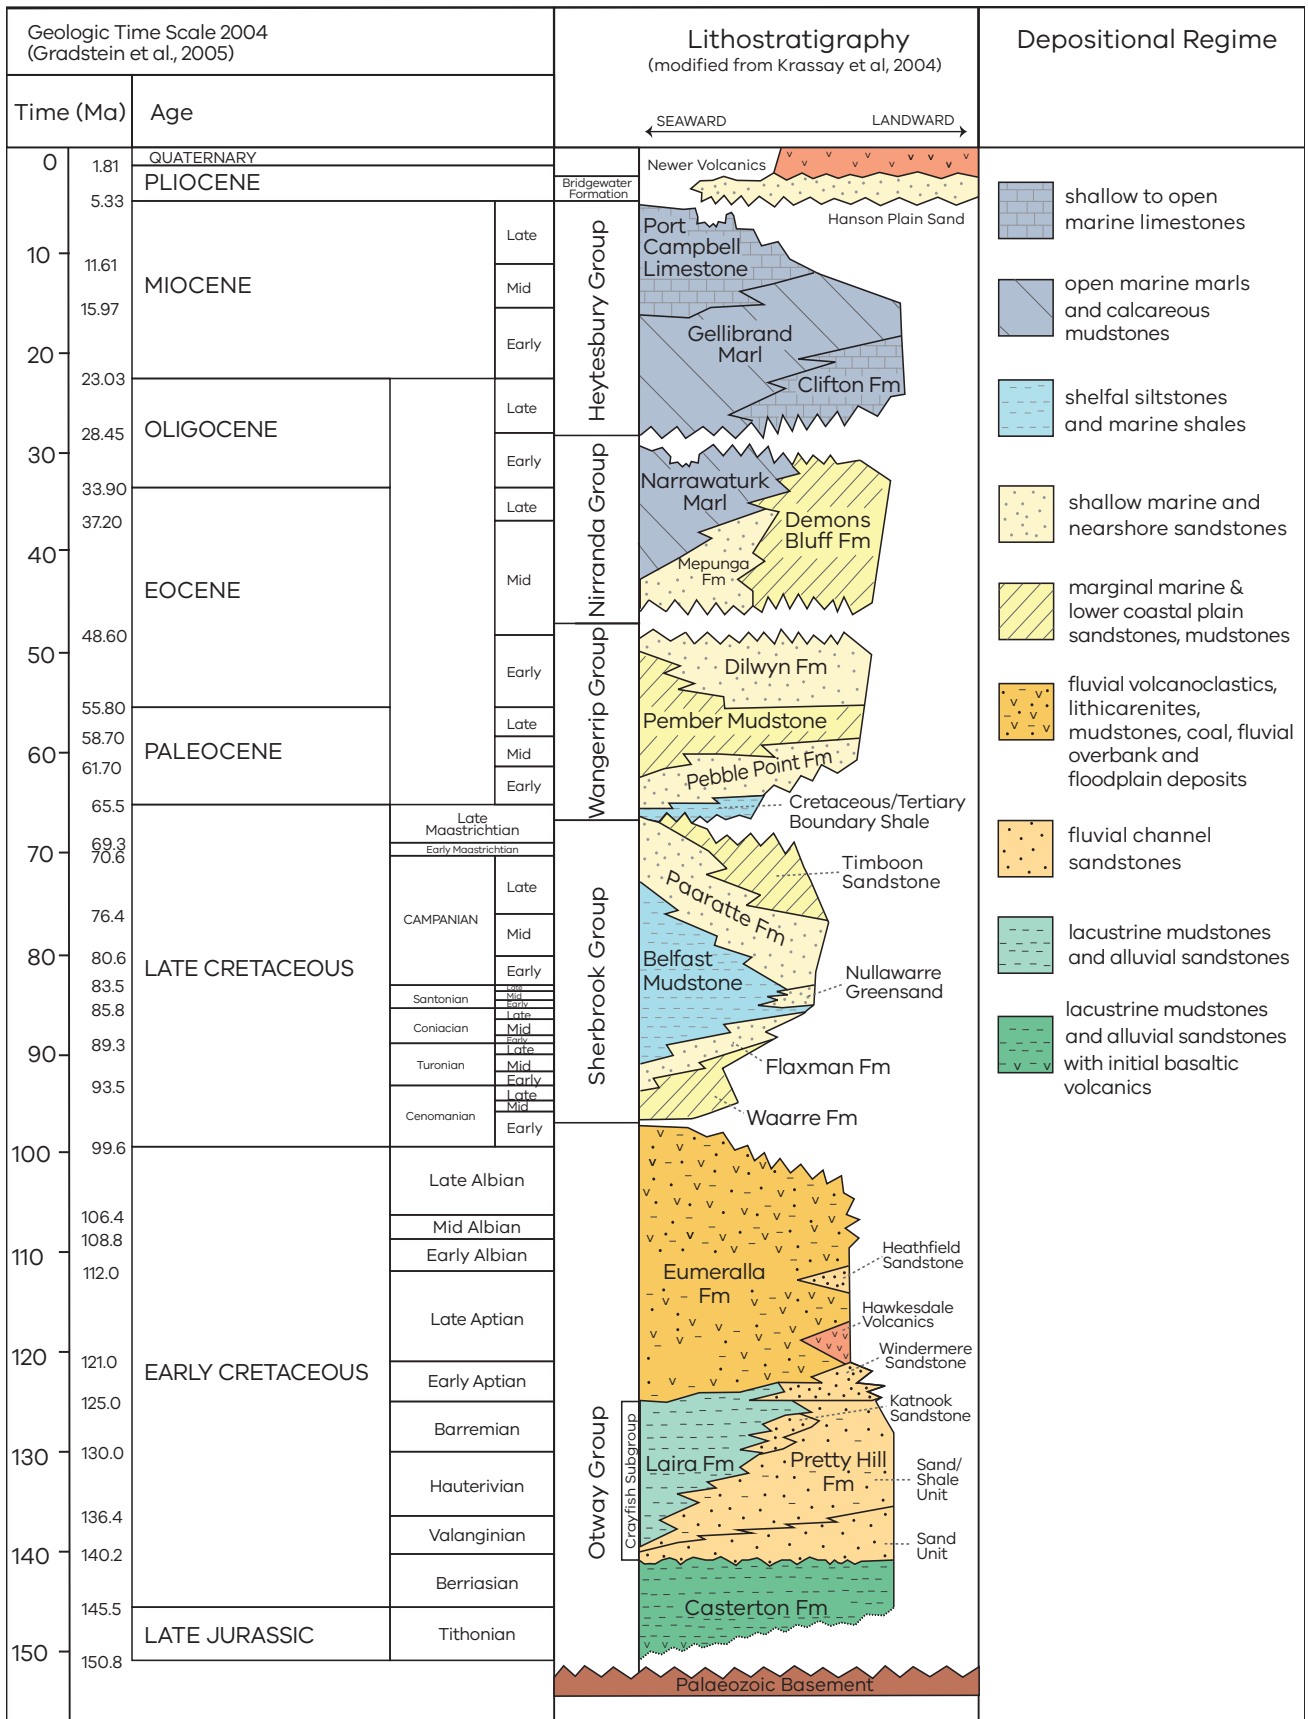 Geologic Time Scale 2004
(Gradstein et al., 2005)
Lithostratigraphy
(modified from Krassay et al, 2004)
Depositional Regime
Time (Ma)
Age
SEAWARD
LANDWARD
0
10
20
30
40
50
60
70
80
90
100
110
120
130
140
150
1.81
5.33
11.61
15.97
23.03
28.45
33.90
37.20
48.60
55.80
58.70
61.70
65.5
69.3
70.6
76.4
80.6
83.5
85.8
89.3
93.5
99.6
106.4
108.8
112.0
121.0
125.0
130.0
136.4
140.2
145.5
150.8
QUATERNARY
PLIOCENE
MIOCENE
OLIGOCENE
EOCENE
PALEOCENE
LATE CRETACEOUS
EARLY CRETACEOUS
LATE JURASSIC
Late
Mid
Early
Late
Early
Late
Mid
Early
Late
Mid
Early
Late
Maastrichtian
Early Maastrichtian
CAMPANIAN
Late
Mid
Early
Santonian
Late
Mid
Early
Coniacian
Late
Mid
Early
Turonian
Late
Mid
Early
Cenomanian
Late
Mid
Early
Late Albian
Mid Albian
Early Albian
Late Aptian
Early Aptian
Barremian
Hauterivian
Valanginian
Berriasian
Tithonian
Bridgewater
Formation
Heytesbury Group
Nirranda Group
Wangerrip Group
Sherbrook Group
Otway Group
Crayfish Subgroup
Newer Volcanics
Hanson Plain Sand
Port
Campbell
Limestone
Gellibrand
Marl
Clifton Fm
Narrawaturk
Marl
Demons
Bluff Fm
Mepunga
Fm
Dilwyn Fm
Pember Mudstone
Pebble Point Fm
Cretaceous/Tertiary
Boundary Shale
Timboon
Sandstone
Paaratte Fm
Belfast
Mudstone
Nullawarre
Greensand
Flaxman Fm
Waarre Fm
Eumeralla
Fm
Heathfield
Sandstone
Hawkesdale
Volcanics
Windermere
Sandstone
Katnook
Sandstone
Laira Fm
Pretty Hill
Fm
Sand/
Shale
Unit
Sand
Unit
Casterton Fm
Palaeozoic Basement
shallow to open
marine limestones
open marine marls
and calcareous
mudstones
shelfal siltstones
and marine shales
shallow marine and
nearshore sandstones
marginal marine &
lower coastal plain
sandstones, mudstones
fluvial volcanoclastics,
lithicarenites,
mudstones, coal, fluvial
overbank and
floodplain deposits
fluvial channel
sandstones
lacustrine mudstones
and alluvial sandstones
lacustrine mudstones
and alluvial sandstones
with initial basaltic
volcanics